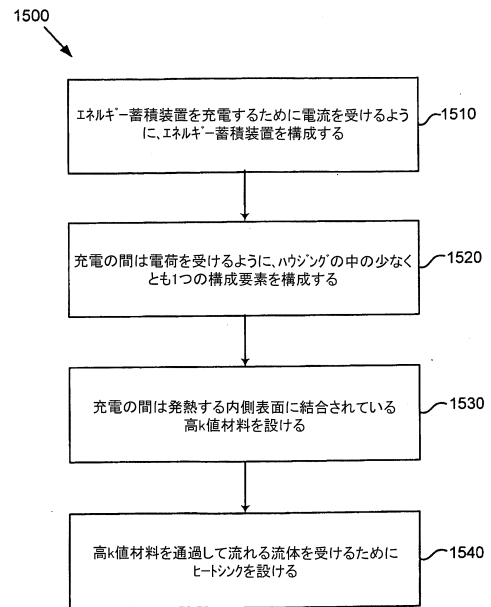 1500
エネルギー蓄積装置を充電するために電流を受けるよう
に、エネルギー蓄積装置を構成する
1510
充電の間は電荷を受けるように、ハウジングの中の少なく
とも1つの構成要素を構成する
1520
充電の間は発熱する内側表面に結合されている
高k値材料を設ける
1530
高k値材料を通過して流れる流体を受けるために
ヒートシンクを設ける
1540